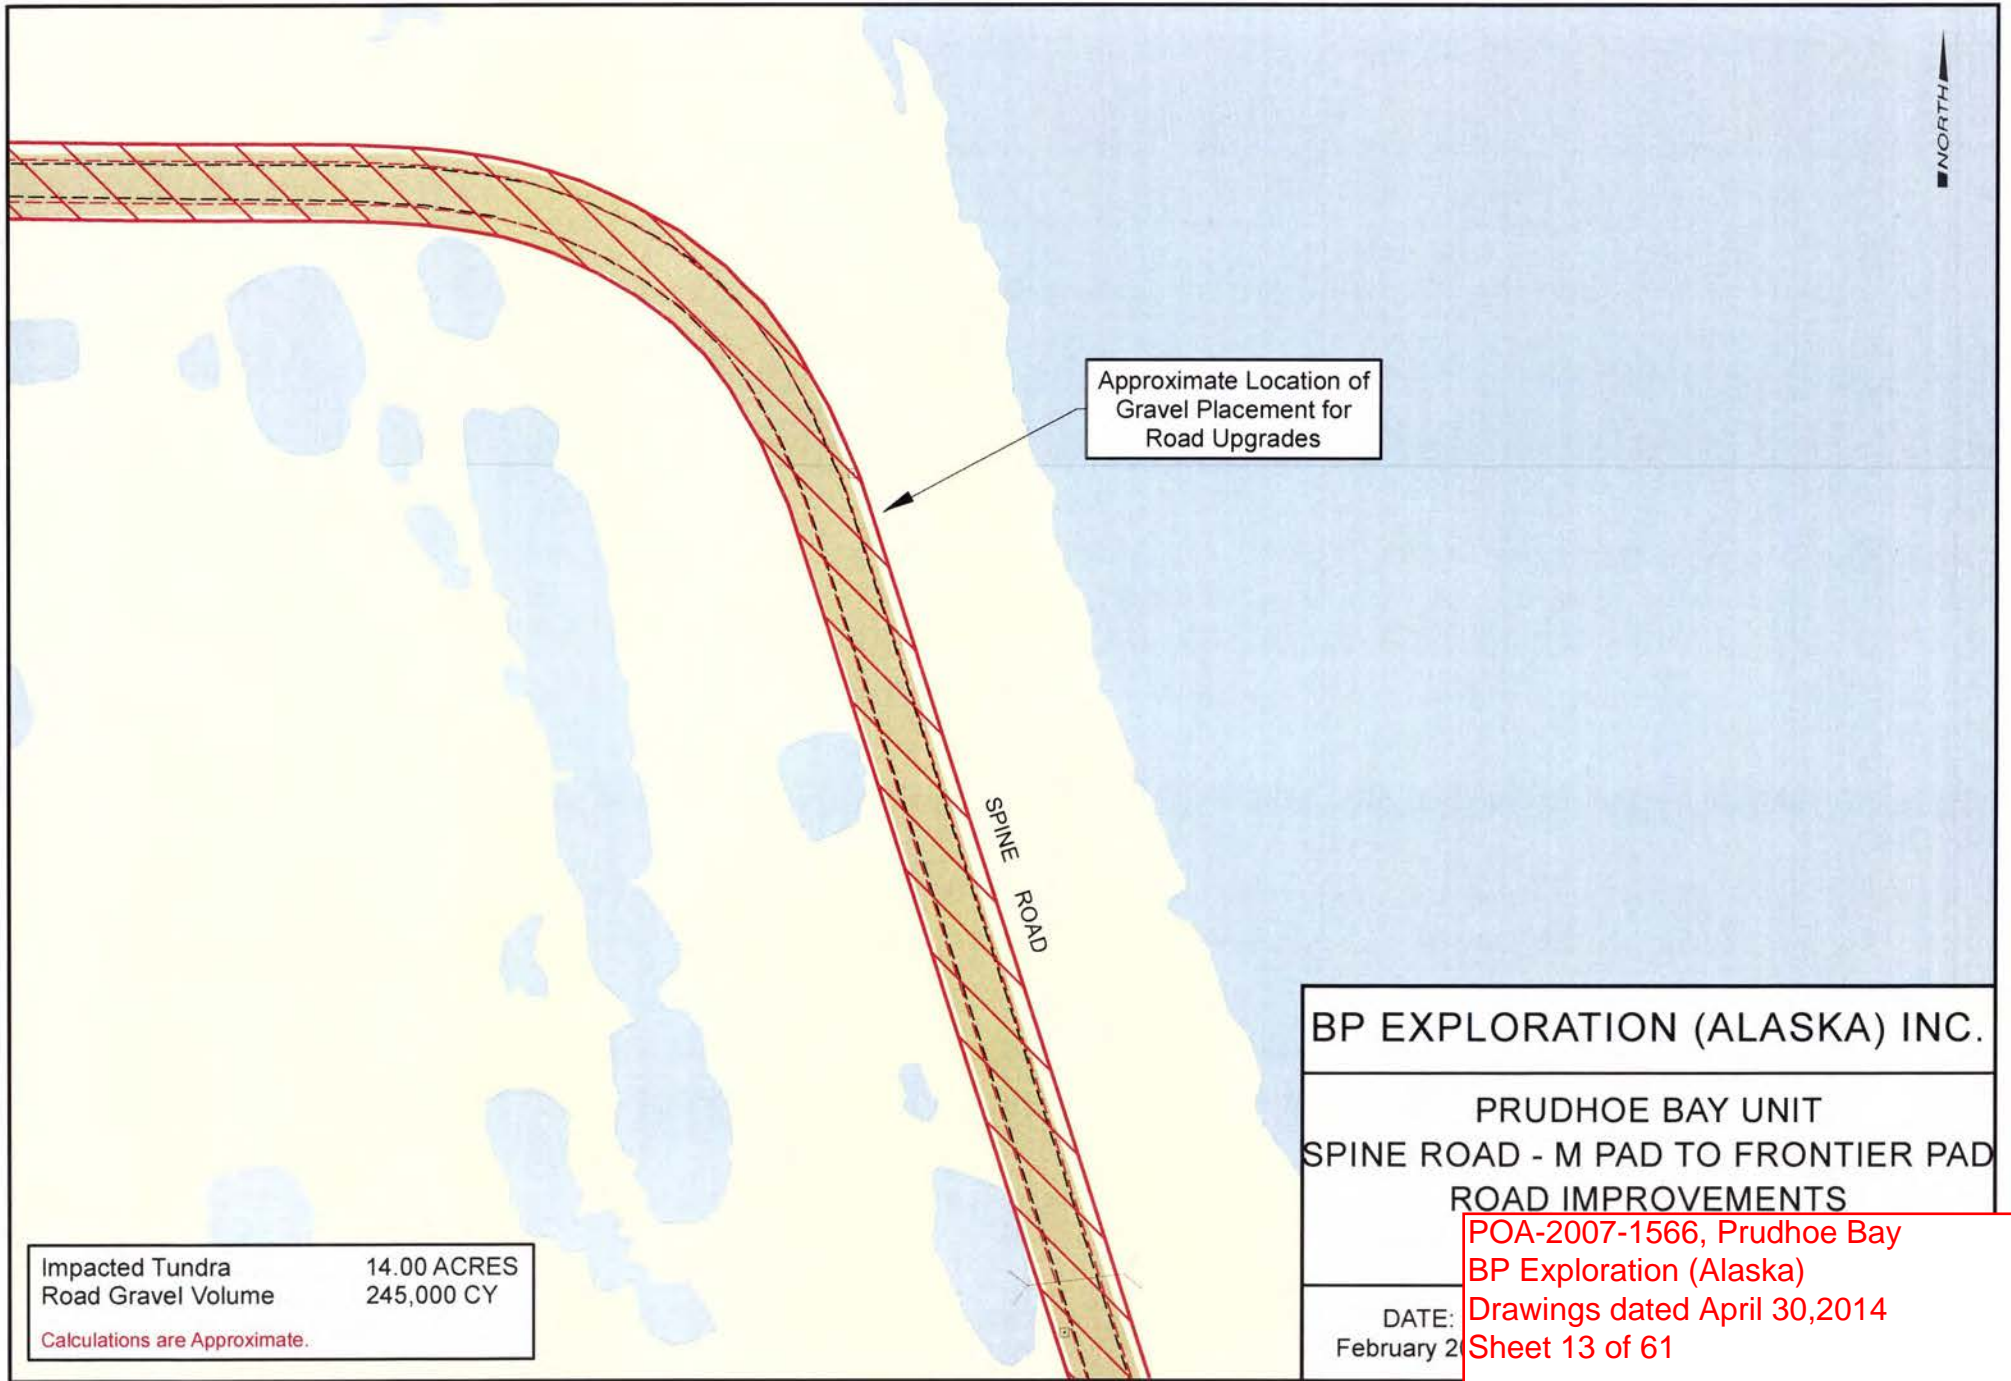 NORTH
Approximate Location of
Gravel Placement for
Road Upgrades
SPINE ROAD
BP EXPLORATION (ALASKA) INC.
PRUDHOE BAY UNIT
SPINE ROAD - M PAD TO FRONTIER PAD
ROAD IMPROVEMENTS
POA-2007-1566, Prudhoe Bay
BP Exploration (Alaska)
Drawings dated April 30,2014
Sheet 13 of 61
DATE:
February
Impacted Tundra 14.00 ACRES
Road Gravel Volume 245,000 CY
Calculations are Approximate.